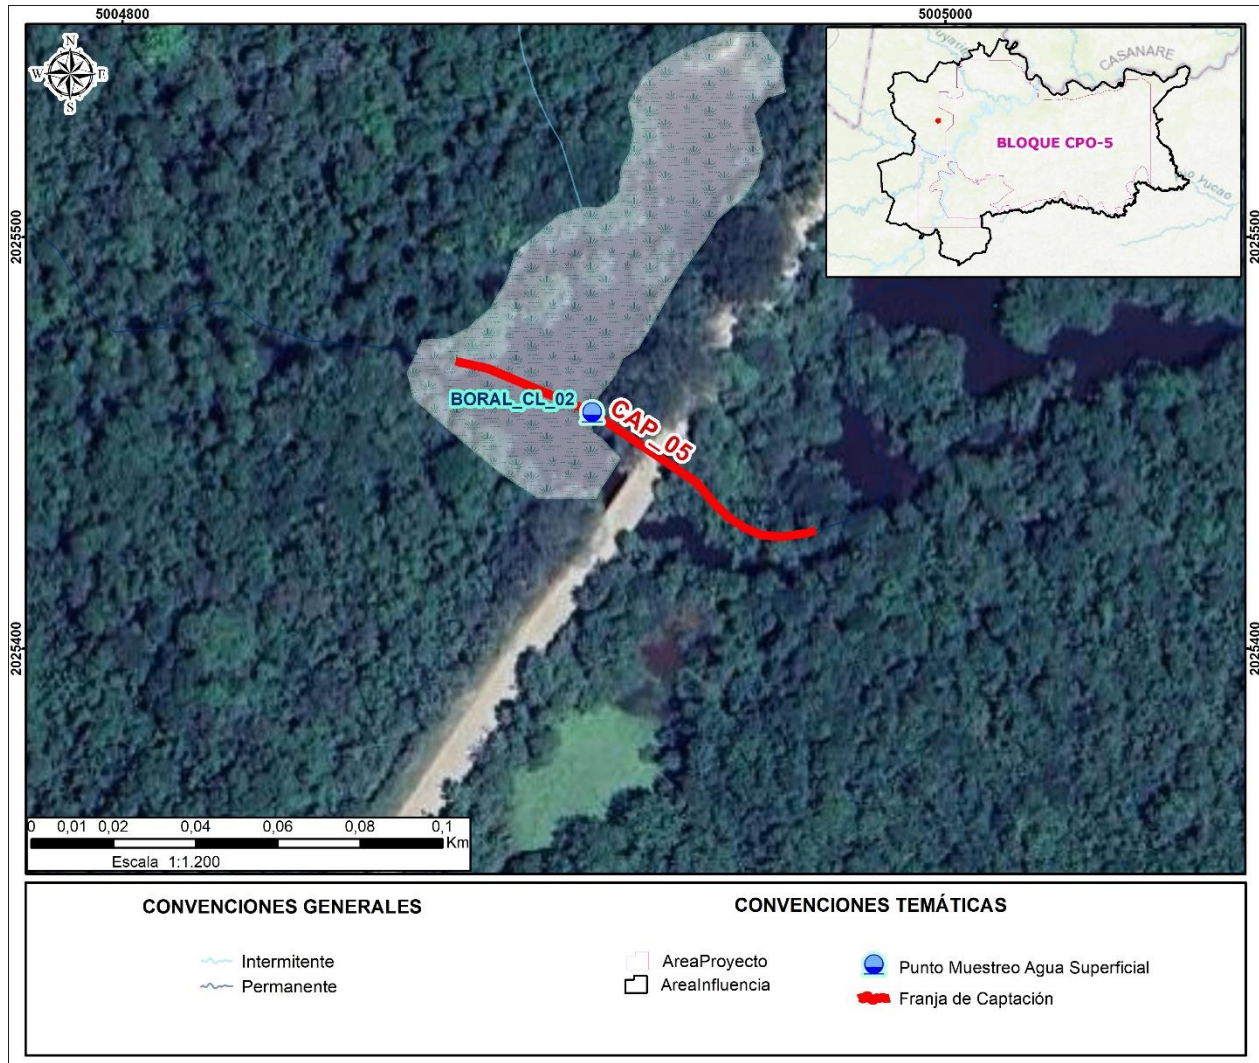 5004800
5005000
N
W
E
S
CASANARE
BLOQUE CPO-5
Yucao
2025500
2025500
BORAL_CL_02
CAP_05
2025400
2025400
0 0,01 0,02 0,04 0,06 0,08 0,1
Km
Escala 1:1.200
CONVENCIONES GENERALES
CONVENCIONES TEMÁTICAS
Intermitente
Permanente
AreaProyecto
AreaInfluencia
Punto Muestreo Agua Superficial
Franja de Captación